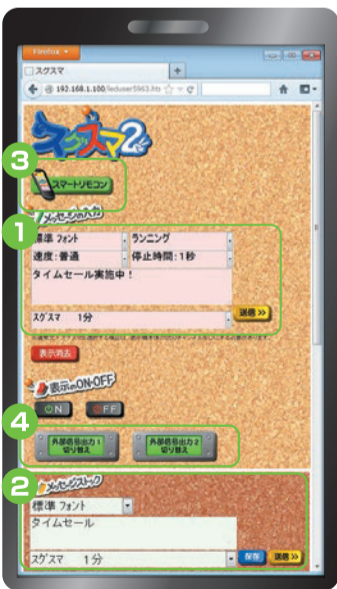 Firefox
スグスマ
192.168.1.100/leduser5963.htm
スグスマ2
3
スマートリモコン
メッセージの入力
1
標準 フォント
ランニング
速度:普通
停止時間:1秒
タイムセール実施中!
スグスマ 1分
送信 »
表示消去
表示のON・OFF
ON
OFF
4
外部信号出力1
切り替え
外部信号出力2
切り替え
2
メッセージストック
標準 フォント
タイムセール
スグスマ 1分
保存
送信 »